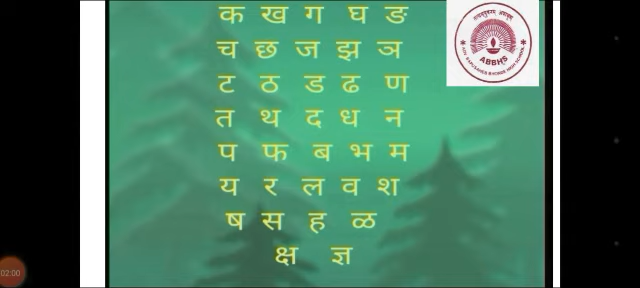 क ख ग घ ङ
च छ ज झ ञ
ट ठ ड ढ ण
त थ द ध न
प फ ब भ म
य र ल व श
ष स ह ळ
क्ष ज्ञ
ABBHS
02:00